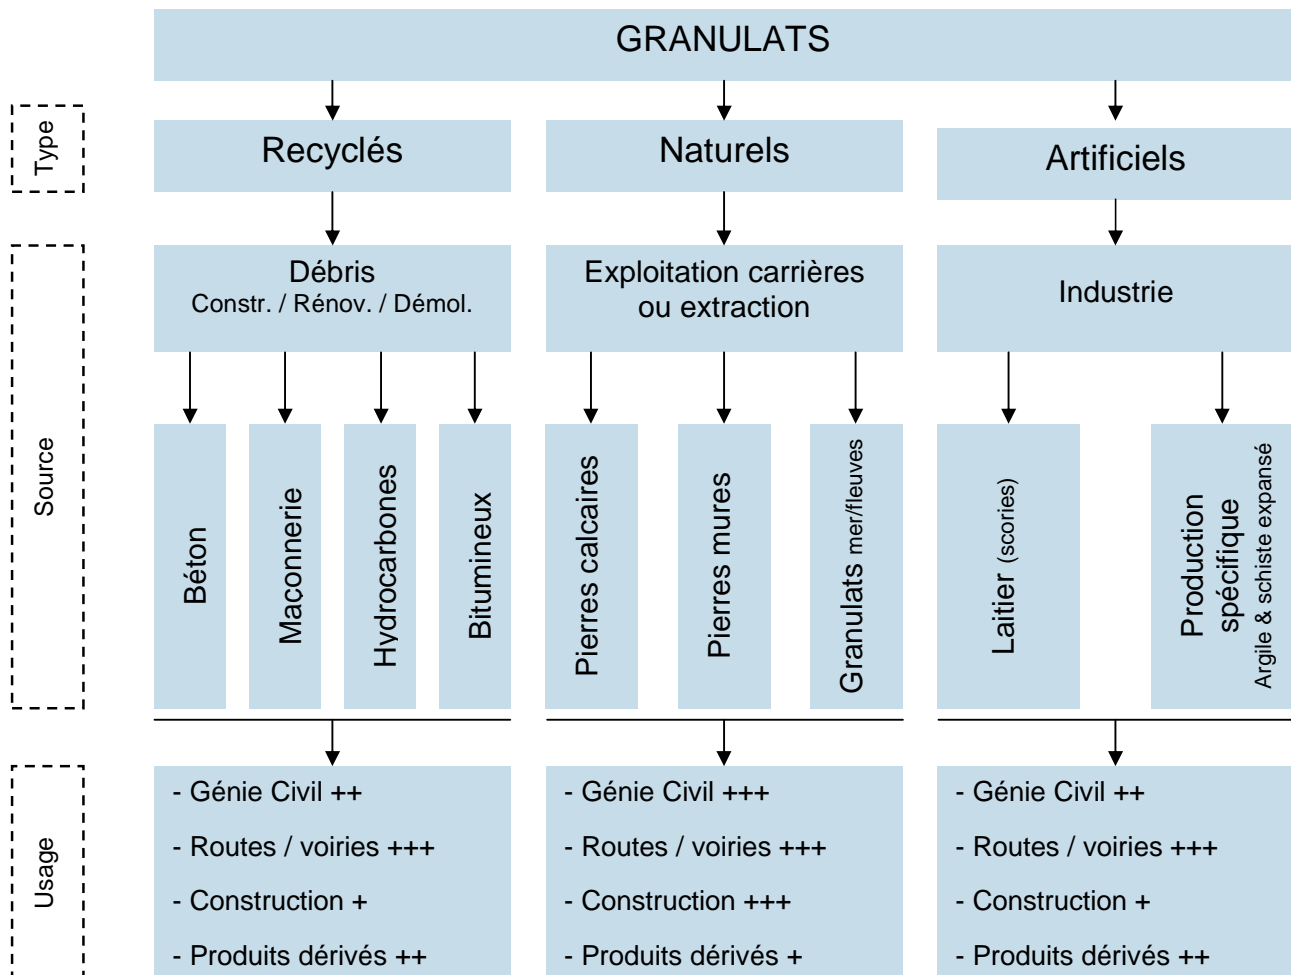 GRANULATS
Type
Recyclés
Naturels
Artificiels
Source
Débris
Constr. / Rénov. / Démol.
Exploitation carrières
ou extraction
Industrie
Béton
Maçonnerie
Hydrocarbones
Bitumineux
Pierres calcaires
Pierres mures
Granulats mer/fleuves
Laitier (scories)
Production
spécifique
Argile & schiste expansé
Usage
- Génie Civil ++
- Routes / voiries +++
- Construction +
- Produits dérivés ++
- Génie Civil +++
- Routes / voiries +++
- Construction +++
- Produits dérivés +
- Génie Civil ++
- Routes / voiries +++
- Construction +
- Produits dérivés ++